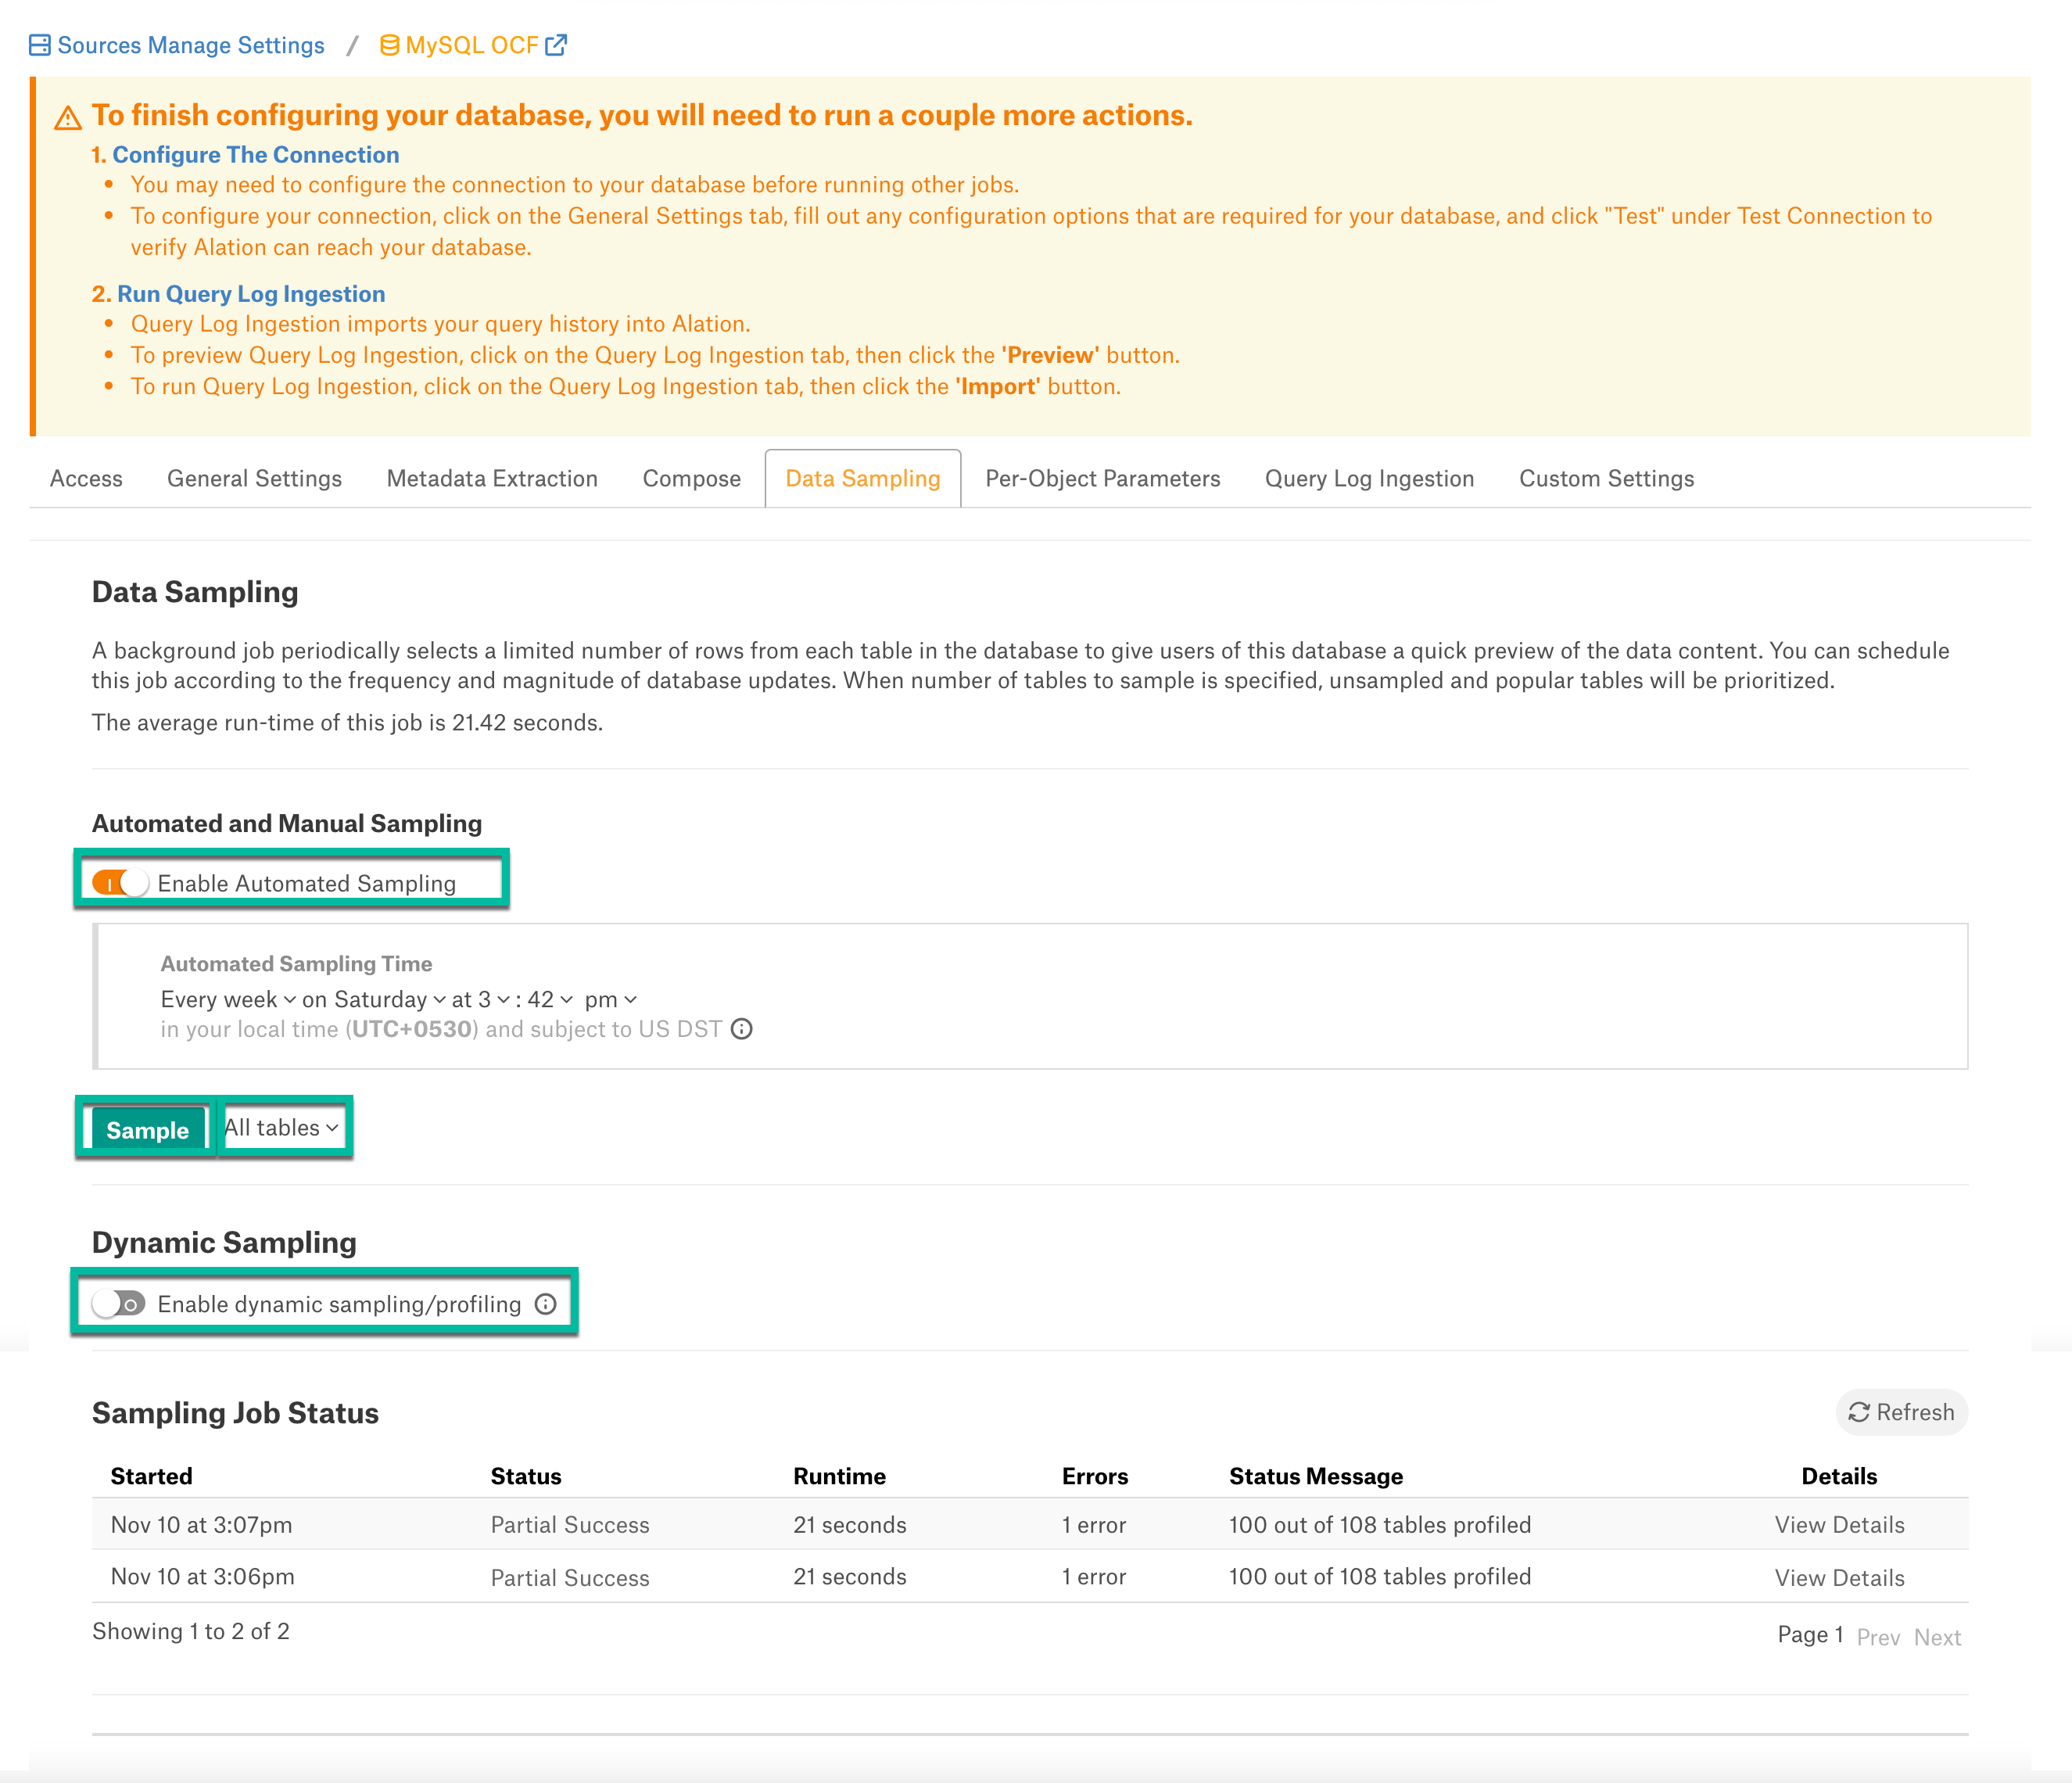 Sources Manage Settings / MySQL OCF
To finish configuring your database, you will need to run a couple more actions.
1. Configure The Connection
• You may need to configure the connection to your database before running other jobs.
• To configure your connection, click on the General Settings tab, fill out any configuration options that are required for your database, and click "Test" under Test Connection to
verify Alation can reach your database.
2. Run Query Log Ingestion
• Query Log Ingestion imports your query history into Alation.
• To preview Query Log Ingestion, click on the Query Log Ingestion tab, then click the 'Preview' button.
• To run Query Log Ingestion, click on the Query Log Ingestion tab, then click the 'Import' button.
Access General Settings Metadata Extraction Compose Data Sampling Per-Object Parameters Query Log Ingestion Custom Settings
Data Sampling
A background job periodically selects a limited number of rows from each table in the database to give users of this database a quick preview of the data content. You can schedule
this job according to the frequency and magnitude of database updates. When number of tables to sample is specified, unsampled and popular tables will be prioritized.
The average run-time of this job is 21.42 seconds.
Automated and Manual Sampling
Enable Automated Sampling
Automated Sampling Time
Every week on Saturday at 3 : 42 pm
in your local time (UTC+0530) and subject to US DST
Sample All tables
Dynamic Sampling
Enable dynamic sampling/profiling
Sampling Job Status Refresh
Started Status Runtime Errors Status Message Details
Nov 10 at 3:07pm Partial Success 21 seconds 1 error 100 out of 108 tables profiled View Details
Nov 10 at 3:06pm Partial Success 21 seconds 1 error 100 out of 108 tables profiled View Details
Showing 1 to 2 of 2 Page 1 Prev Next